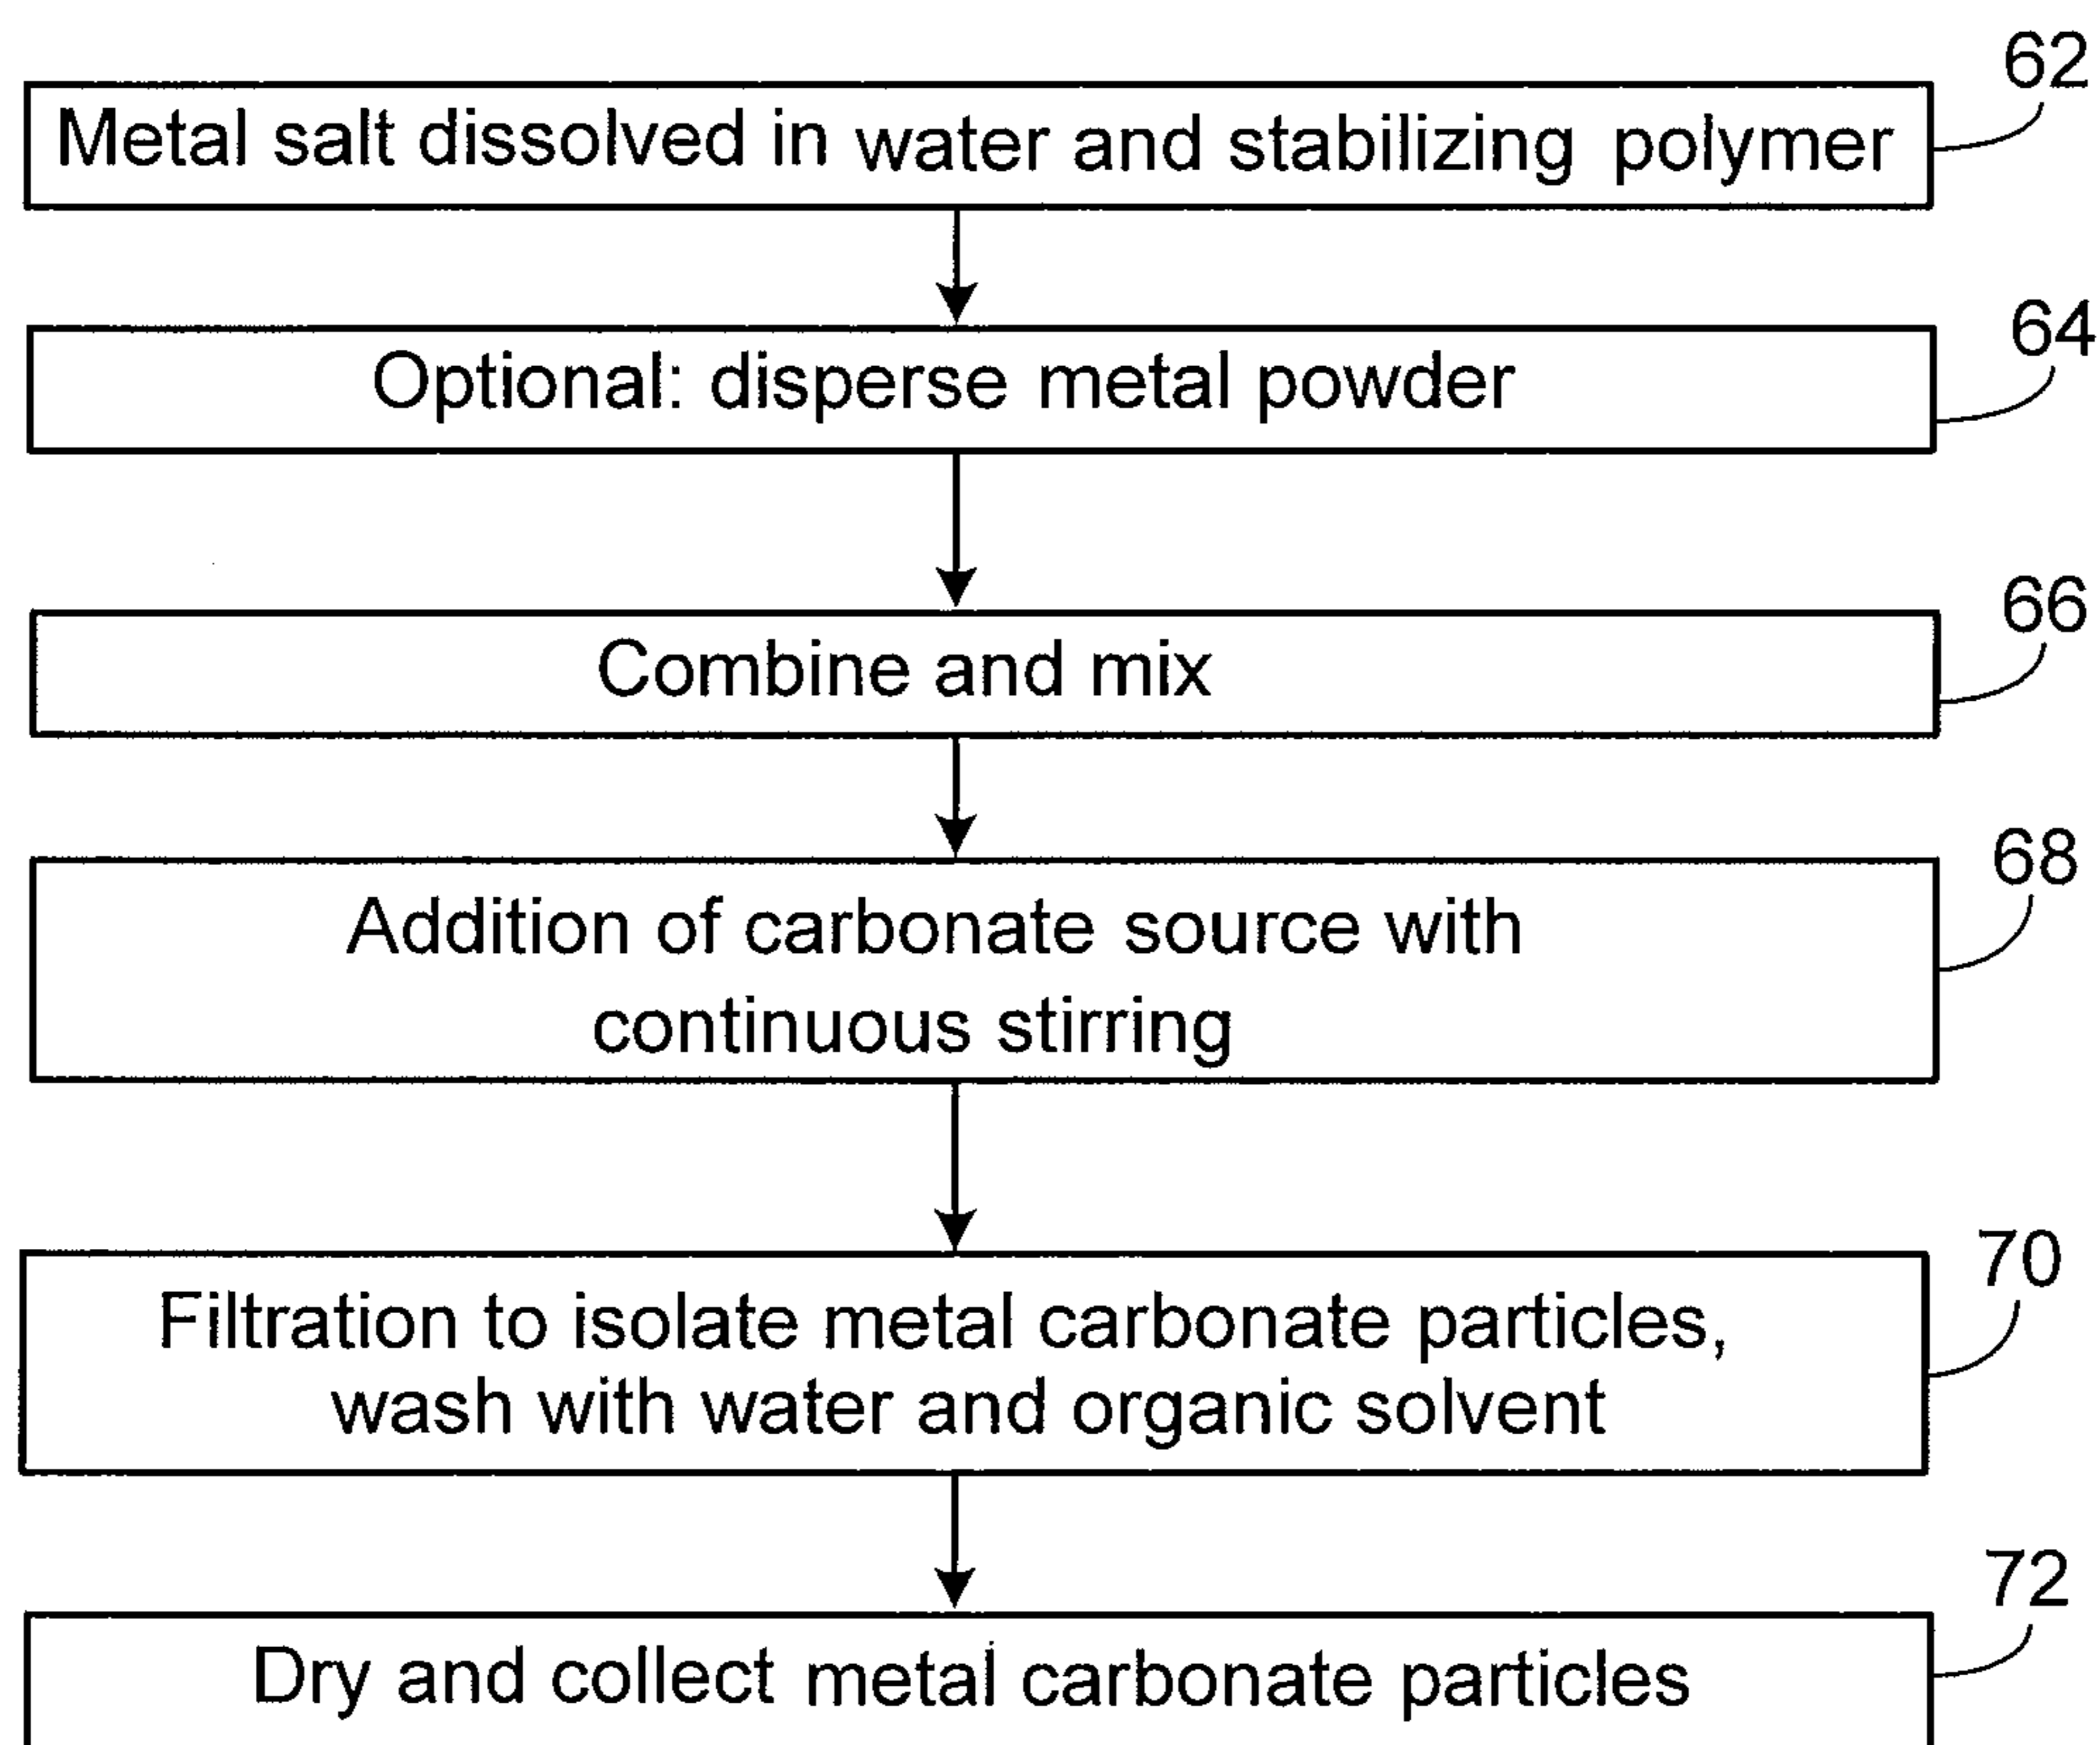 62
Metal salt dissolved in water and stabilizing polymer
64
Optional: disperse metal powder
66
Combine and mix
68
Addition of carbonate source with
continuous stirring
70
Filtration to isolate metal carbonate particles,
wash with water and organic solvent
72
Dry and collect metal carbonate particles